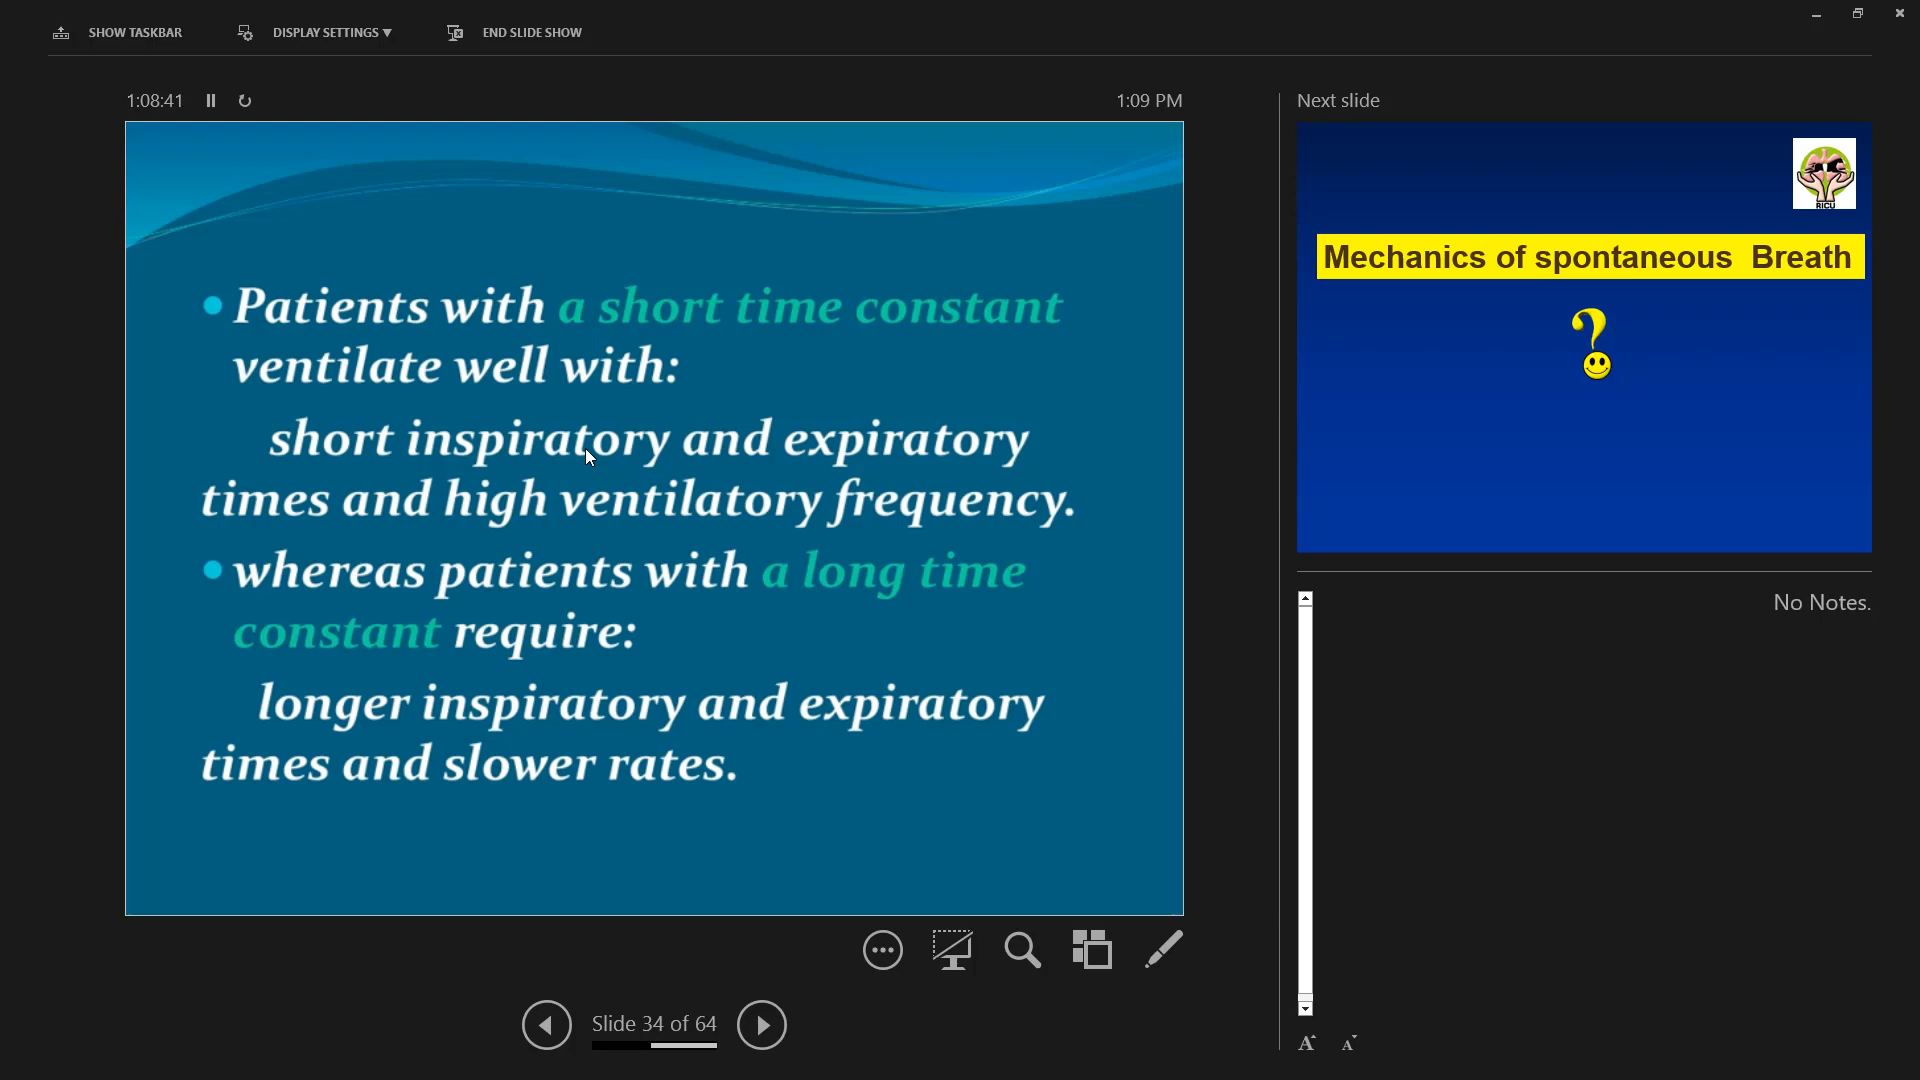 SHOW TASKBAR
DISPLAY SETTINGS ▼
END SLIDE SHOW
1:08:41
1:09 PM
• Patients with a short time constant
ventilate well with:
short inspiratory and expiratory
times and high ventilatory frequency.
• whereas patients with a long time
constant require:
longer inspiratory and expiratory
times and slower rates.
Slide 34 of 64
Next slide
RICU
Mechanics of spontaneous Breath
?
No Notes.
A A